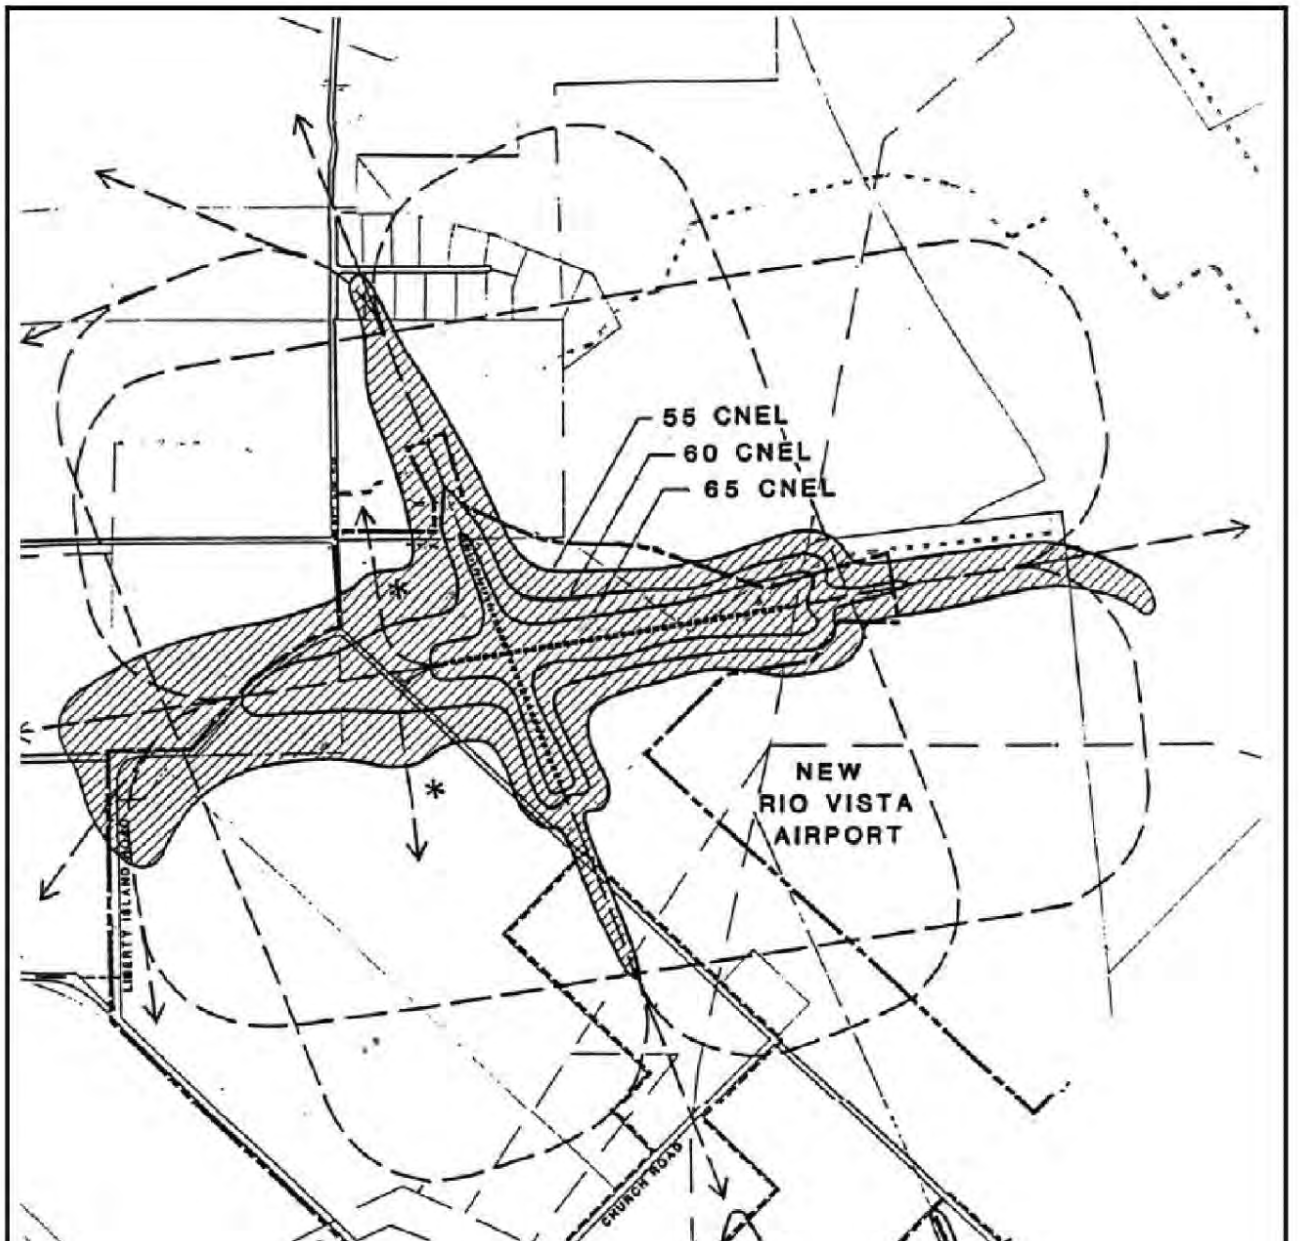 55 CNEL
60 CNEL
65 CNEL
*
*
NEW
RIO VISTA
AIRPORT
LIBERTY ISLAND ROAD
CHURCH ROAD